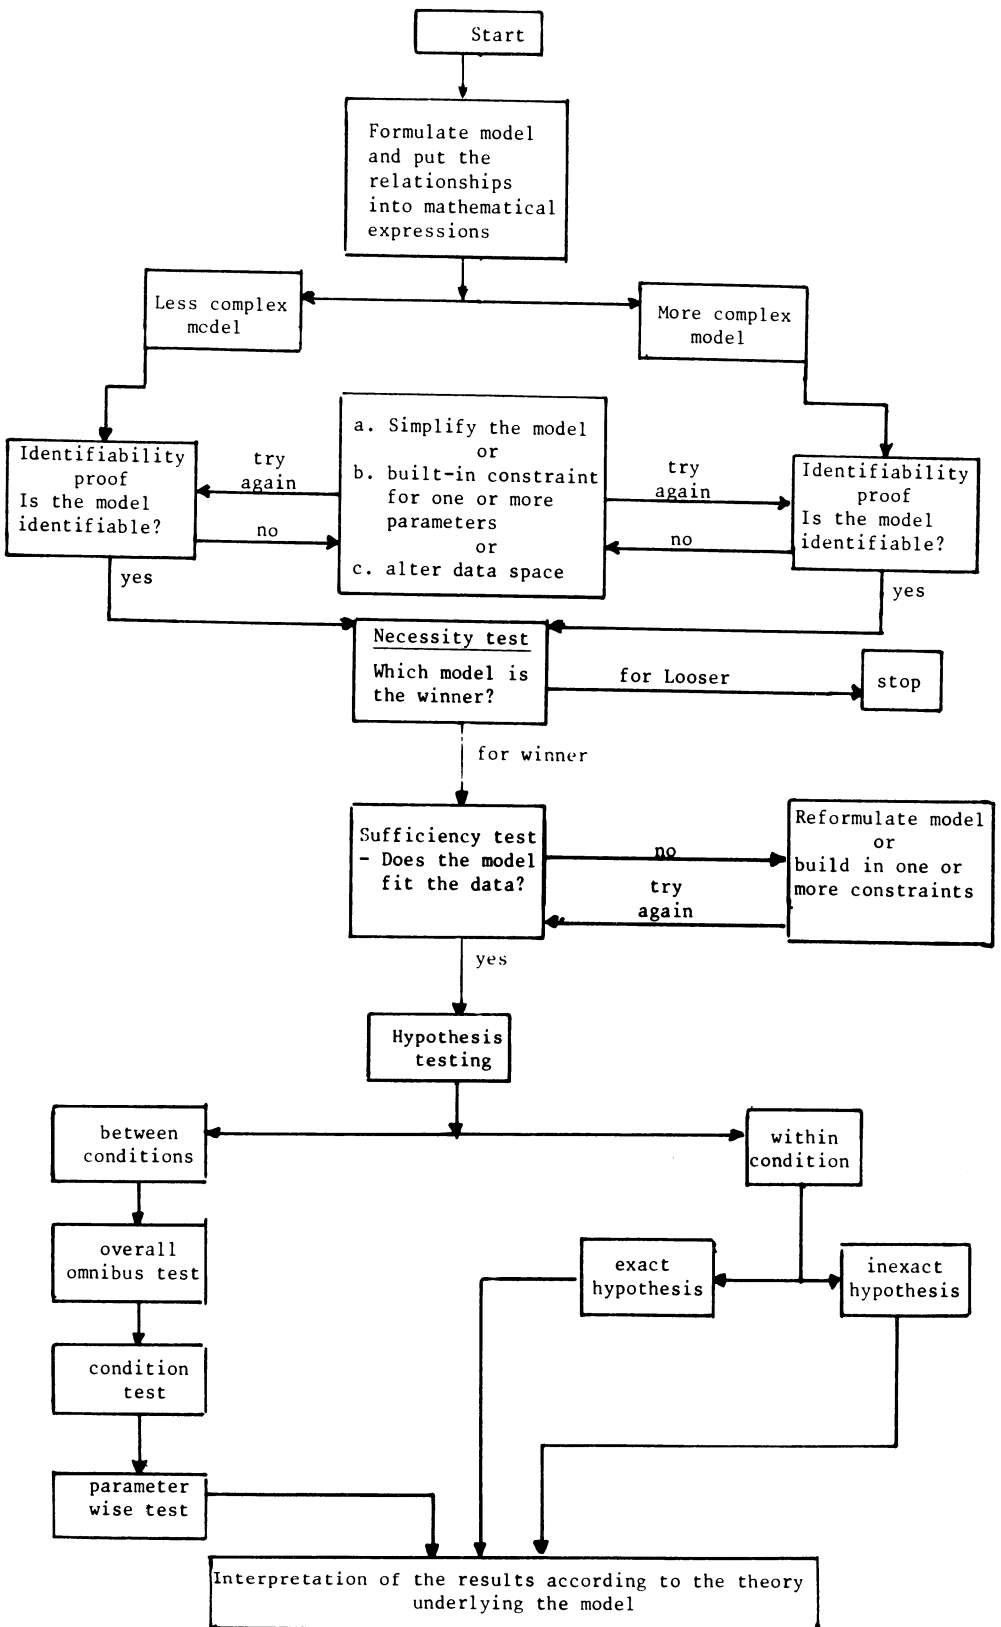 Start
Formulate model
and put the
relationships
into mathematical
expressions
Less complex
mcdel
More complex
model
Identifiability
proof
Is the model
identifiable?
try
again
no
a. Simplify the model
or
b. built-in constraint
for one or more
parameters
or
c. alter data space
try
again
no
Identifiability
proof
Is the model
identifiable?
yes
yes
Necessity test
Which model is
the winner?
for Looser
stop
for winner
Sufficiency test
- Does the model
fit the data?
no
try
again
Reformulate model
or
build in one or
more constraints
yes
Hypothesis
testing
between
conditions
within
condition
overall
omnibus test
exact
hypothesis
inexact
hypothesis
condition
test
parameter
wise test
Interpretation of the results according to the theory
underlying the model